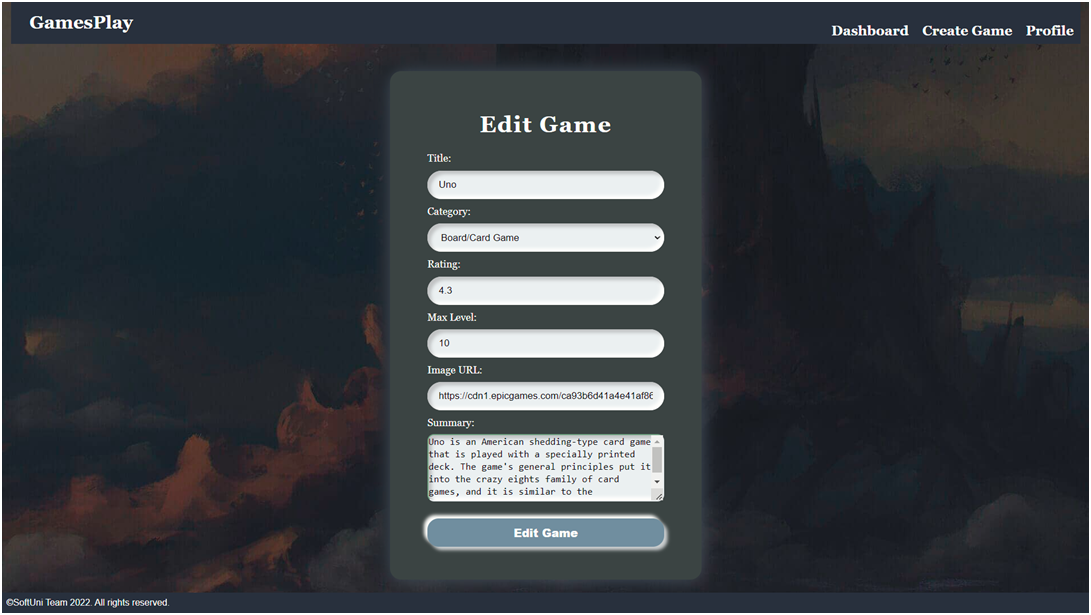 GamesPlay
Dashboard Create Game Profile
Edit Game
Title:
Uno
Category:
Board/Card Game
Rating:
4.3
Max Level:
10
Image URL:
https://cdn1.epicgames.com/ca93b6d41a4e41af86
Summary:
Uno is an American shedding-type card game
that is played with a specially printed
deck. The game's general principles put it
into the crazy eights family of card
games, and it is similar to the
Edit Game
©SoftUni Team 2022. All rights reserved.